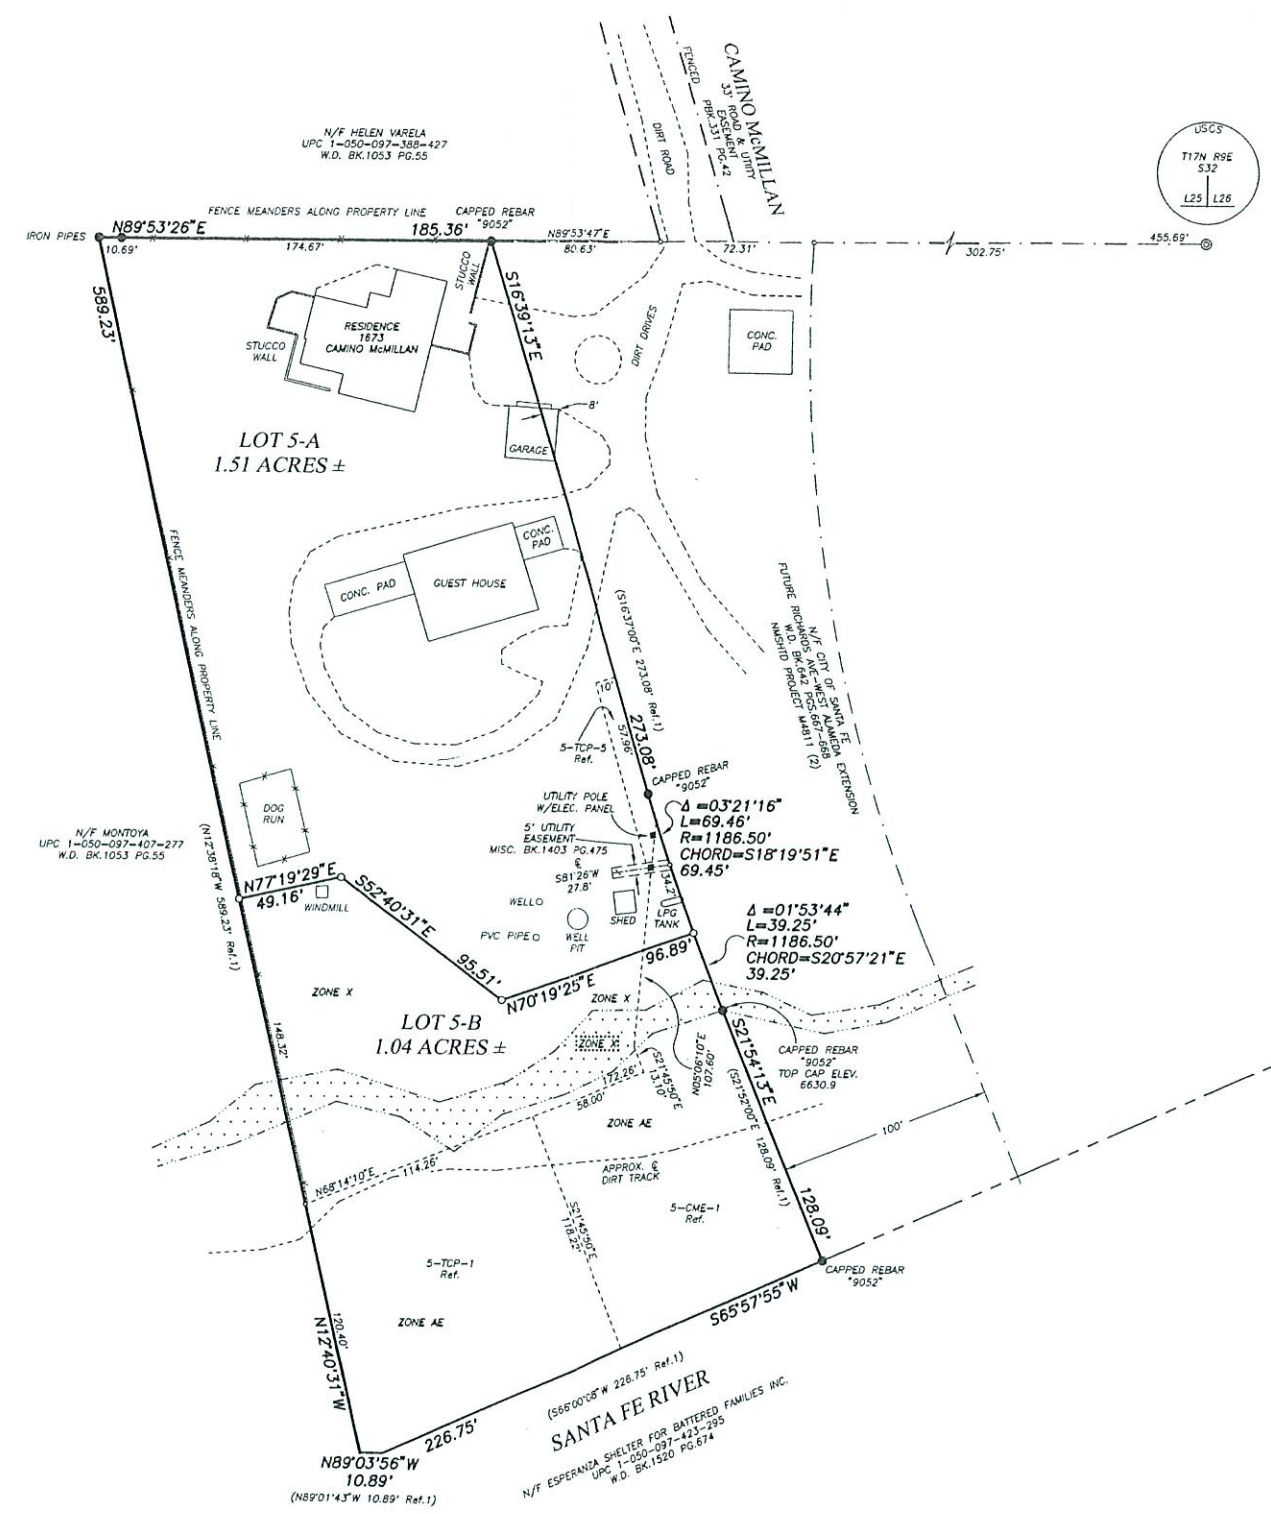 CAMINO McMILLAN
33' ROAD & UTILITY
EASEMENT
PBK.331 PG.42
FENCED
DIRT ROAD
N/F HELEN VARELA
UPC 1-050-097-388-427
W.D. BK.1053 PG.55
USCS
T17N R9E
S32
L25 L26
FENCE MEANDERS ALONG PROPERTY LINE
CAPPED REBAR
"9052"
IRON PIPES
N89°53'26"E
185.36'
N89°53'47"E
455.69'
10.69'
174.67'
80.63'
72.31'
302.75'
STUCCO
WALL
S16°39'13"E
589.23'
RESIDENCE
1673
CAMINO McMILLAN
STUCCO
WALL
DIRT DRIVES
CONC.
PAD
8'
GARAGE
LOT 5-A
1.51 ACRES ±
FENCE MEANDERS ALONG PROPERTY LINE
CONC.
PAD
CONC. PAD
GUEST HOUSE
(S16°37'00"E 273.08' Ref.1)
N/F CITY OF SANTA FE
FUTURE RICHARDS AVE-WEST ALAMEDA EXTENSION
W.D. BK.642 PGS.667-668
NMSHTD PROJECT M4811 (2)
10'
57.96'
273.08'
5-TCP-5
Ref.
CAPPED REBAR
"9052"
UTILITY POLE
W/ELEC. PANEL
Δ =03°21'16"
L=69.46'
R=1186.50'
CHORD=S18°19'51"E
69.45'
DOG
RUN
5' UTILITY
EASEMENT
MISC. BK.1403 PG.475
℄
S81°26"W
27.8'
N/F MONTOYA
UPC 1-050-097-407-277
W.D. BK.1053 PG.55
(N12°38'18"W 589.23' Ref.1)
N77°19'29"E
49.16'
S52°40'31"E
95.51'
WINDMILL
WELL
PVC PIPE
WELL
PIT
SHED
34.2'
LPG
TANK
Δ =01°53'44"
L=39.25'
R=1186.50'
CHORD=S20°57'21"E
39.25'
96.89'
N70°19'25"E
ZONE X
ZONE X
ZONE X
LOT 5-B
1.04 ACRES ±
148.32'
CAPPED REBAR
"9052"
TOP CAP ELEV.
6630.9
S21°54'13"E
(S21°52'00"E 128.09' Ref.1)
N05°06'10"E
107.60'
S21°45'50"E
13.10'
172.26'
58.00'
ZONE AE
100'
N68°14'10"E
114.26'
APPROX. ℄
DIRT TRACK
S21°45'50"E
118.22'
5-CME-1
Ref.
128.09'
5-TCP-1
Ref.
CAPPED REBAR
"9052"
ZONE AE
120.40'
N12°40'31"W
S65°57'55"W
226.75'
(S66°00'08"W 226.75' Ref.1)
SANTA FE RIVER
N/F ESPERANZA SHELTER FOR BATTERED FAMILIES INC.
UPC 1-050-097-423-295
W.D. BK.1520 PG.674
N89°03'56"W
10.89'
(N89°01'43"W 10.89' Ref.1)